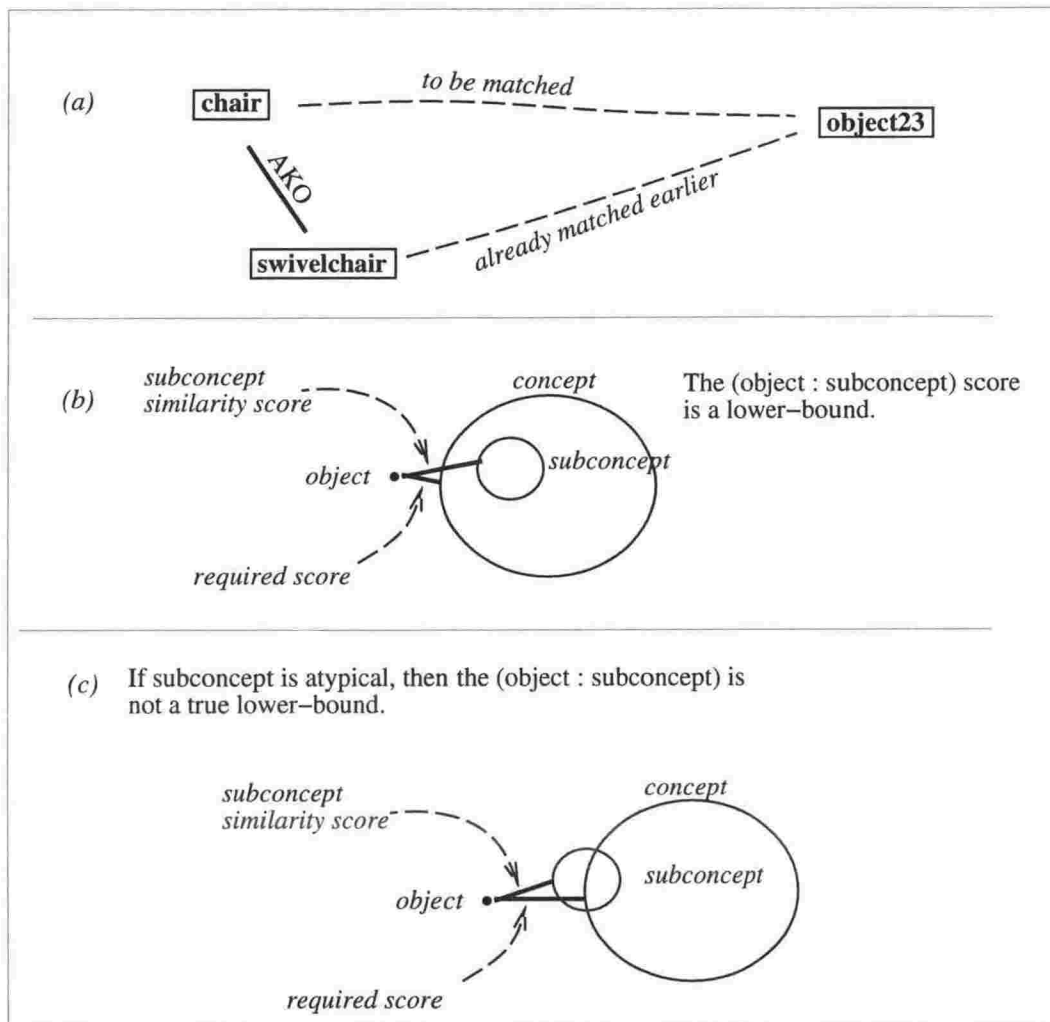 (a)
chair
to be matched
object23
AKO
already matched earlier
swivelchair
(b)
subconcept
similarity score
concept
The (object : subconcept) score
is a lower–bound.
object
subconcept
required score
(c) If subconcept is atypical, then the (object : subconcept) is
not a true lower–bound.
subconcept
similarity score
concept
subconcept
object
required score